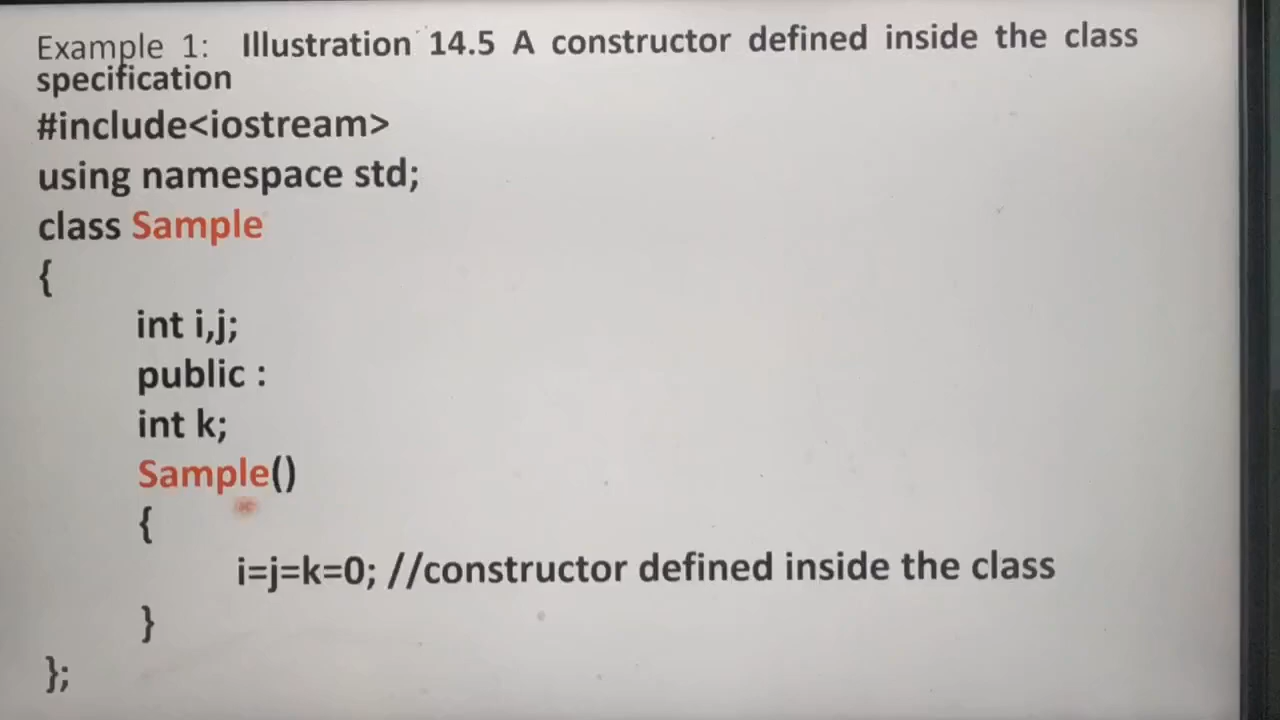 Example 1: Illustration 14.5 A constructor defined inside the class
specification
#include<iostream>
using namespace std;
class Sample
{
int i,j;
public :
int k;
Sample()
{
i=j=k=0; //constructor defined inside the class
}
};